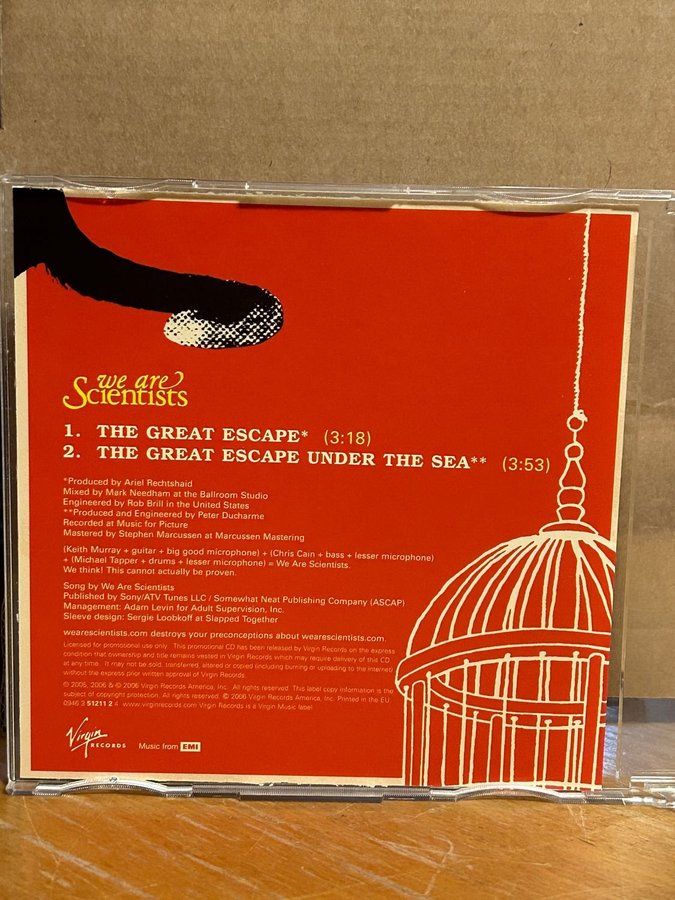 we are
Scientists
1. THE GREAT ESCAPE* (3:18)
2. THE GREAT ESCAPE UNDER THE SEA** (3:53)
*Produced by Ariel Rechtshaid
Mixed by Mark Needham at the Ballroom Studio
Engineered by Rob Brill in the United States
**Produced and Engineered by Peter Ducharme
Recorded at Music for Picture
Mastered by Stephen Marcussen at Marcussen Mastering
(Keith Murray + guitar + big good microphone) + (Chris Cain + bass + lesser microphone)
+ (Michael Tapper + drums + lesser microphone) = We Are Scientists.
We think! This cannot actually be proven.
Song by We Are Scientists
Published by Sony/ATV Tunes LLC / Somewhat Neat Publishing Company (ASCAP)
Management: Adam Levin for Adult Supervision, Inc.
Sleeve design: Sergie Loobkoff at Slapped Together
wearescientists.com destroys your preconceptions about wearescientists.com.
Licensed for promotional use only. This promotional CD has been released by Virgin Records on the express
condition that ownership and title remains vested in Virgin Records which may require delivery of this CD
at any time. It may not be sold, transferred, altered or copied (including burning or uploading to the internet)
without the express prior written approval of Virgin Records.
℗ 2005, 2006 & © 2006 Virgin Records America, Inc. All rights reserved. This label copy information is the
subject of copyright protection. All rights reserved. © 2006 Virgin Records America, Inc. Printed in the EU
0946 3 51211 2 4 www.virginrecords.com Virgin Records is a Virgin Music label
Virgin
RECORDS
Music from EMI